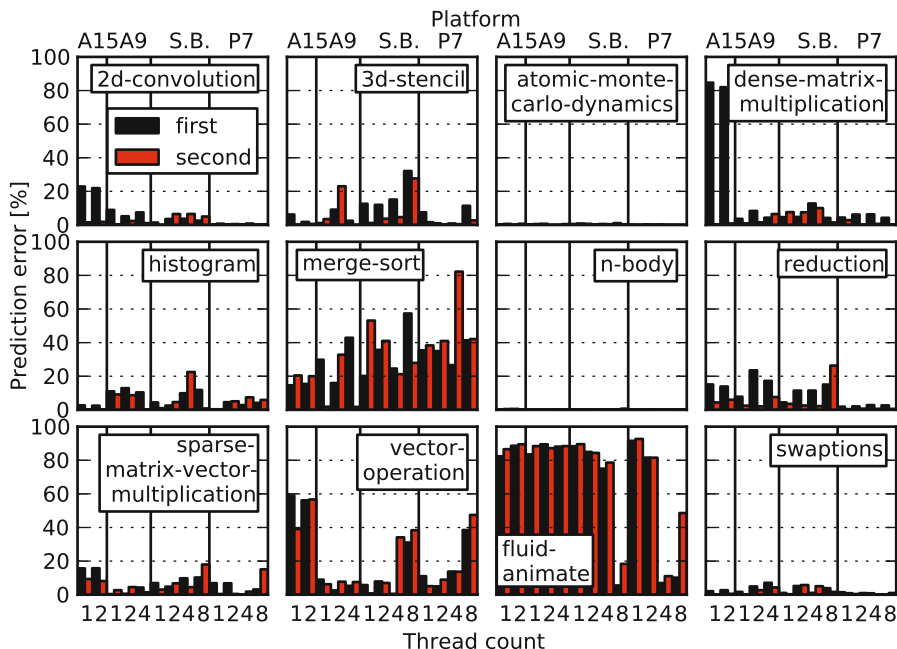 Platform
A15A9 S.B. P7 A15A9 S.B. P7 A15A9 S.B. P7 A15A9 S.B. P7
100
80
60
40
20
0
2d-convolution
first
second
3d-stencil
atomic-monte-
carlo-dynamics
dense-matrix-
multiplication
Prediction error [%]
100
80
60
40
20
0
histogram
merge-sort
n-body
reduction
100
80
60
40
20
0
sparse-
matrix-vector-
multiplication
vector-
operation
fluid-
animate
swaptions
1212412481248 1212412481248 1212412481248 1212412481248
Thread count